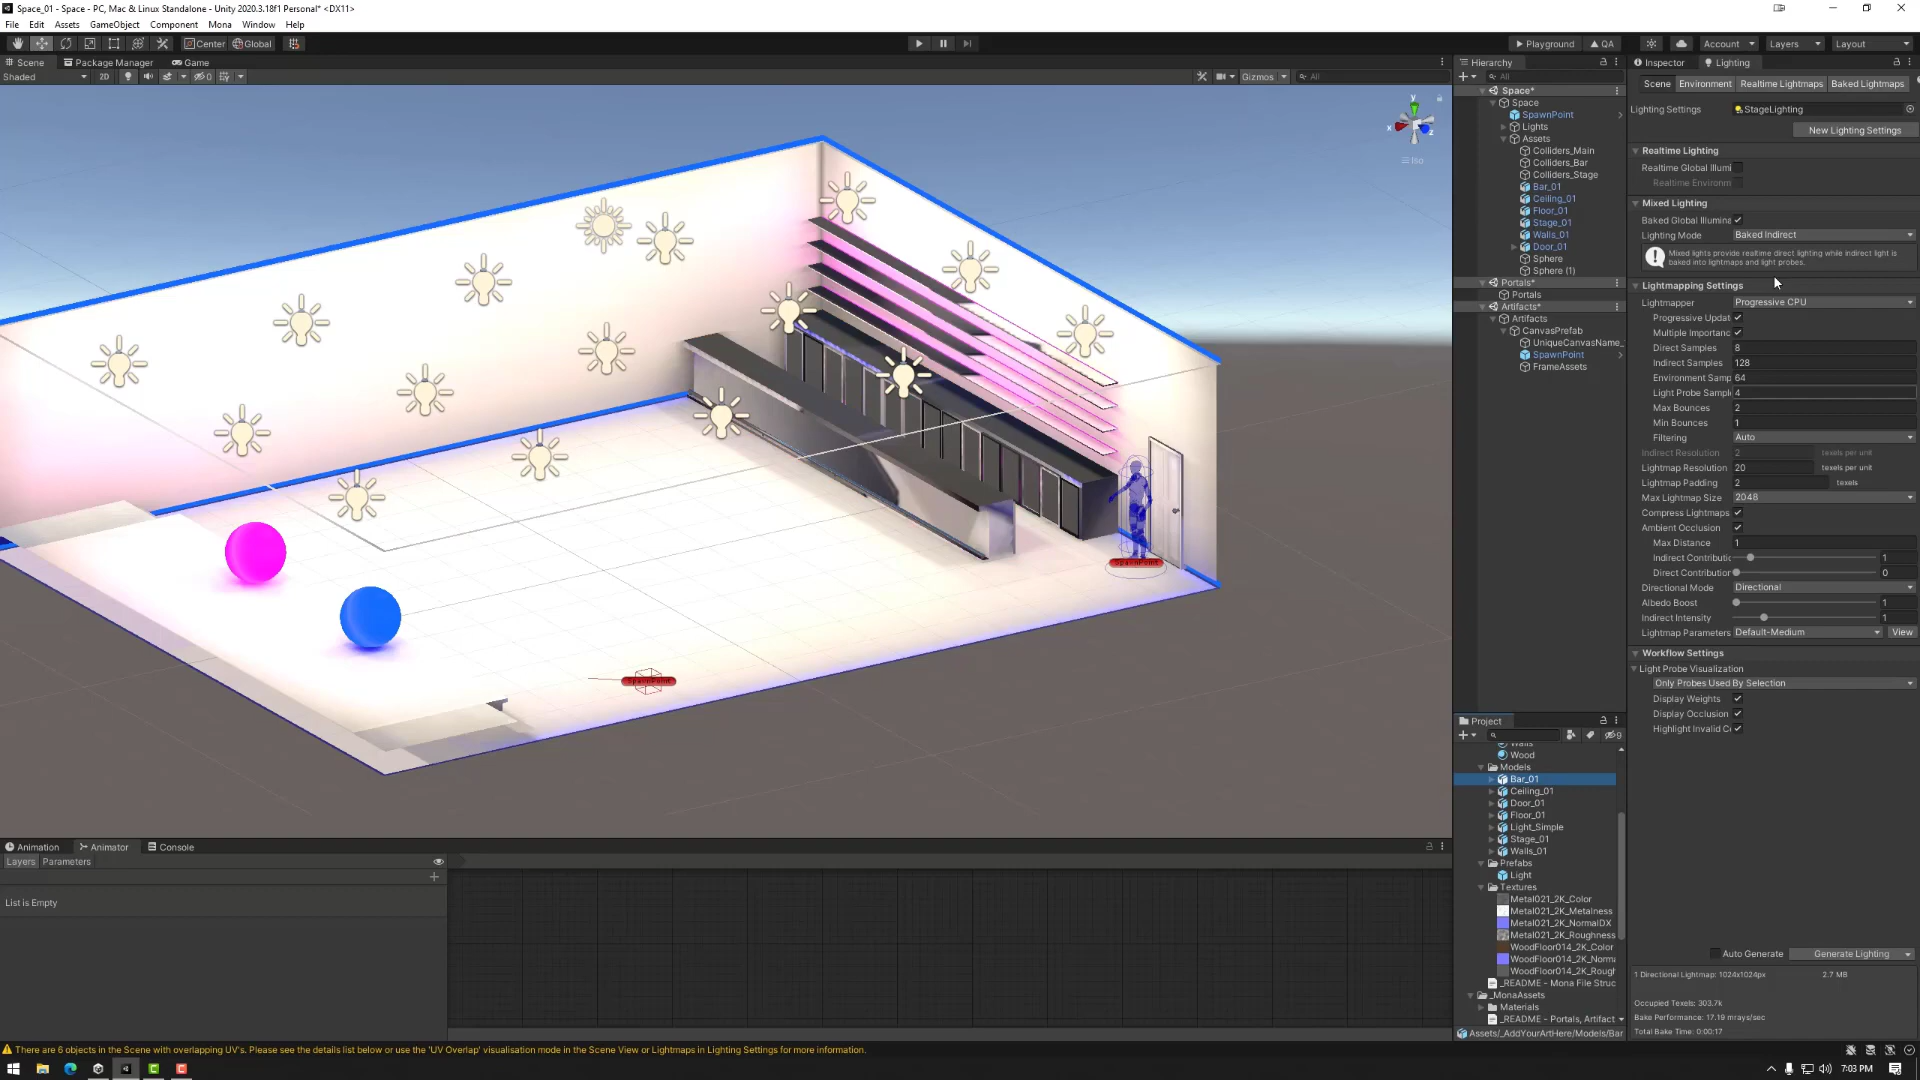 Space_01 - Space - PC, Mac & Linux Standalone - Unity 2020.3.18f1 Personal* <DX11>
File Edit Assets GameObject Component Mona Window Help
Center Global
Playground QA Account Layers Layout
Scene Package Manager Game
Shaded 2D 0 Gizmos All
y
x
z
Iso
SpawnPoint
SpawnPoint
Hierarchy
All
Space*
Space
SpawnPoint
Lights
Assets
Colliders_Main
Colliders_Bar
Colliders_Stage
Bar_01
Ceiling_01
Floor_01
Stage_01
Walls_01
Door_01
Sphere
Sphere (1)
Portals*
Portals
Artifacts*
Artifacts
CanvasPrefab
UniqueCanvasName_
SpawnPoint
FrameAssets
Inspector Lighting
Scene Environment Realtime Lightmaps Baked Lightmaps
Lighting Settings StageLighting
New Lighting Settings
Realtime Lighting
Realtime Global Illumi
Realtime Environm
Mixed Lighting
Baked Global Illumina
Lighting Mode Baked Indirect
Mixed lights provide realtime direct lighting while indirect light is
baked into lightmaps and light probes.
Lightmapping Settings
Lightmapper Progressive CPU
Progressive Updat
Multiple Importanc
Direct Samples 8
Indirect Samples 128
Environment Samp 64
Light Probe Sampl 4
Max Bounces 2
Min Bounces 1
Filtering Auto
Indirect Resolution 2 texels per unit
Lightmap Resolution 20 texels per unit
Lightmap Padding 2 texels
Max Lightmap Size 2048
Compress Lightmaps
Ambient Occlusion
Max Distance 1
Indirect Contributic 1
Direct Contribution 0
Directional Mode Directional
Albedo Boost 1
Indirect Intensity 1
Lightmap Parameters Default-Medium View
Workflow Settings
Light Probe Visualization
Only Probes Used By Selection
Display Weights
Display Occlusion
Highlight Invalid C
Auto Generate Generate Lighting
1 Directional Lightmap: 1024x1024px 2.7 MB
Occupied Texels: 303.7k
Bake Performance: 17.19 mrays/sec
Total Bake Time: 0:00:17
Project
9
Walls
Wood
Models
Bar_01
Ceiling_01
Door_01
Floor_01
Light_Simple
Stage_01
Walls_01
Prefabs
Light
Textures
Metal021_2K_Color
Metal021_2K_Metalness
Metal021_2K_NormalDX
Metal021_2K_Roughness
WoodFloor014_2K_Color
WoodFloor014_2K_Norma
WoodFloor014_2K_Rough
_README - Mona File Struc
_MonaAssets
Materials
_README - Portals, Artifact
Assets/_AddYourArtHere/Models/Bar
Animation Animator Console
Layers Parameters
List is Empty
There are 6 objects in the Scene with overlapping UV's. Please see the details list below or use the 'UV Overlap' visualisation mode in the Scene View or Lightmaps in Lighting Settings for more information.
7:03 PM